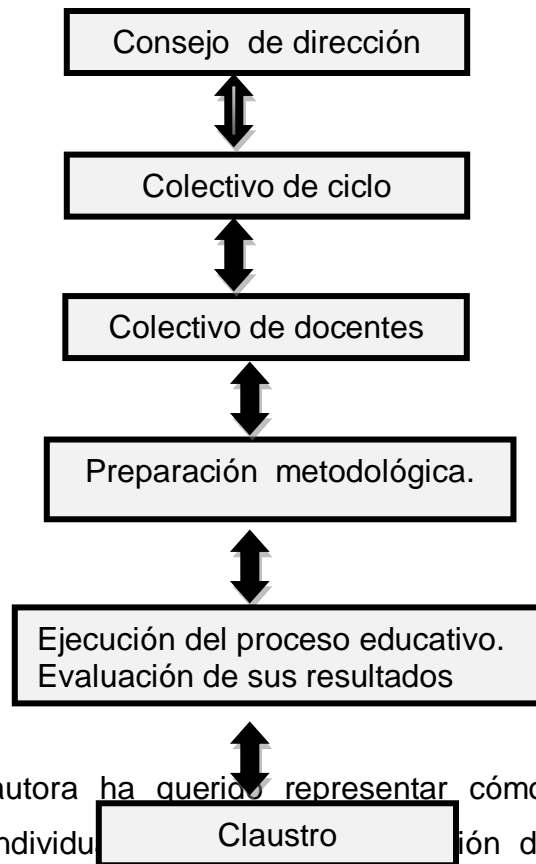 Consejo de dirección
Colectivo de ciclo
Colectivo de docentes
Preparación metodológica.
Ejecución del proceso educativo.
Evaluación de sus resultados
autora ha querido representar cómo
Claustro